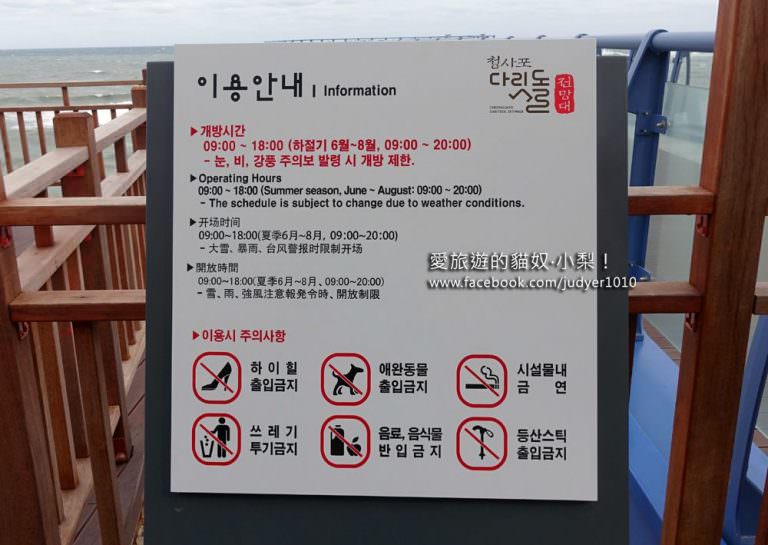 이용안내 | Information
청사포
다릿돌
전망대
▶개방시간
09:00 ~ 18:00 (하절기 6월~8월, 09:00 ~ 20:00)
- 눈, 비, 강풍 주의보 발령 시 개방 제한.
▶Operating Hours
09:00 ~ 18:00 (Summer season, June ~ August: 09:00 ~ 20:00)
- The schedule is subject to change due to weather conditions.
▶开场时间
09:00~18:00(夏季6月~8月, 09:00~20:00)
- 大雪、暴雨、台风警报时限制开场
▶開放時間
09:00~18:00(夏季6月~8月、09:00~20:00)
- 雪、雨、強風注意報発令時、開放制限
愛旅遊的貓奴·小梨！
www.facebook.com/judyer1010
▶이용시 주의사항
하 이 힐
출입금지
애완동물
출입금지
시설물내
금 연
쓰 레 기
투기금지
음료, 음식물
반 입 금 지
등산스틱
출입금지